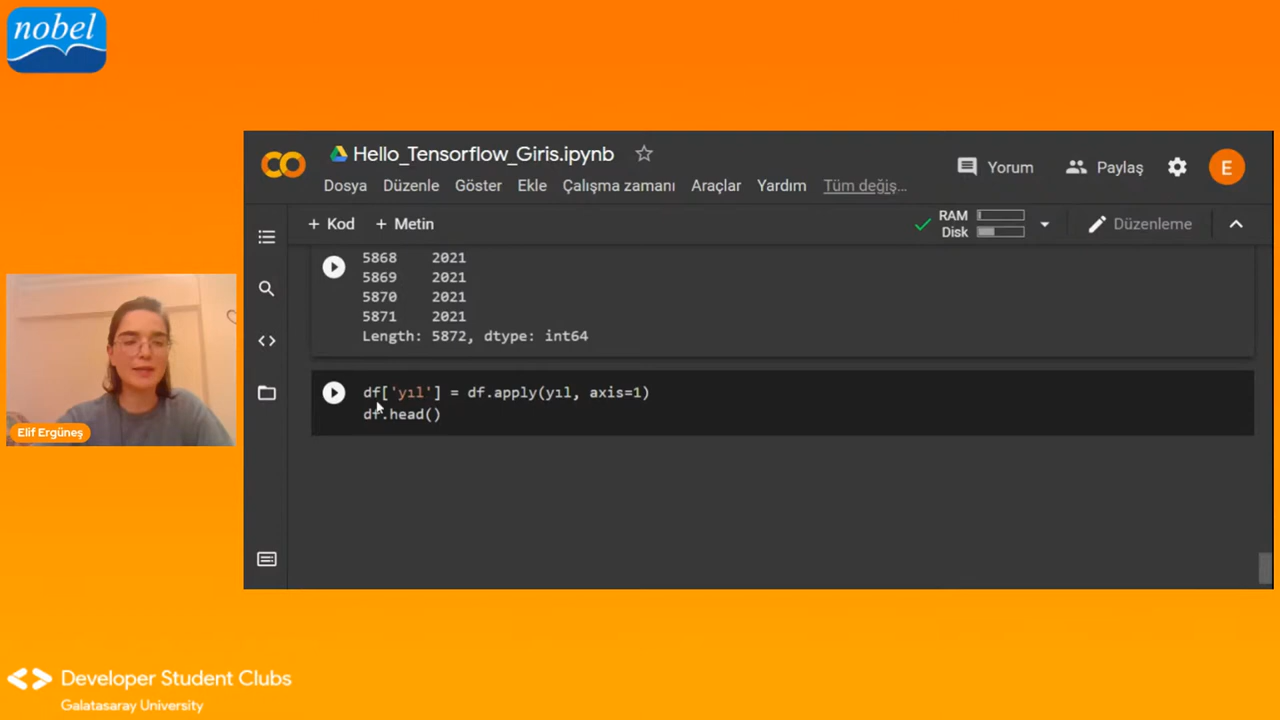 nobel
Hello_Tensorflow_Giris.ipynb
Dosya Düzenle Göster Ekle Çalışma zamanı Araçlar Yardım Tüm değiş...
Yorum
Paylaş
E
+ Kod + Metin
RAM
Disk
Düzenleme
5868 2021
5869 2021
5870 2021
5871 2021
Length: 5872, dtype: int64
df['yıl'] = df.apply(yıl, axis=1)
df.head()
Elif Ergüneş
Developer Student Clubs
Galatasaray University